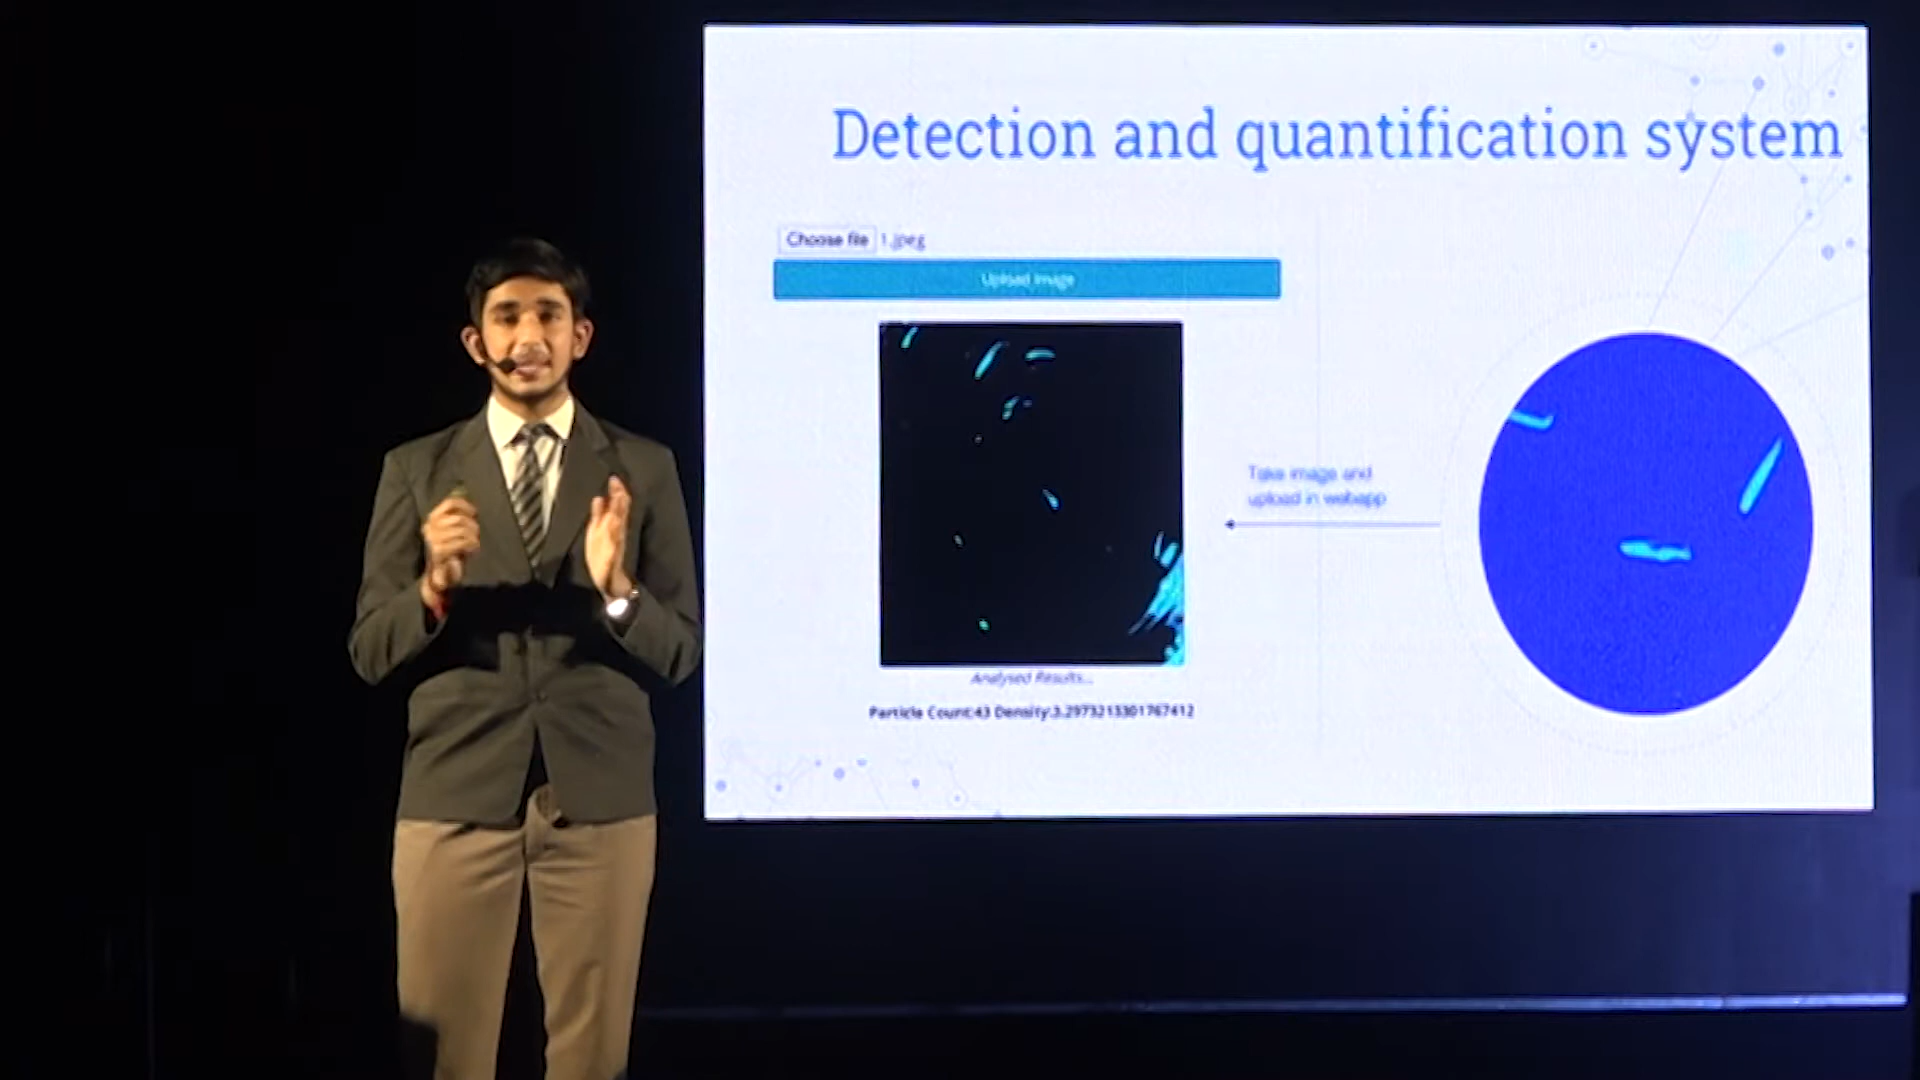 Detection and quantification system
Choose file 1.jpeg
Upload Image
Take image and
upload in webapp
Analysed Results...
Particle Count:43 Density:3.2973213301767412